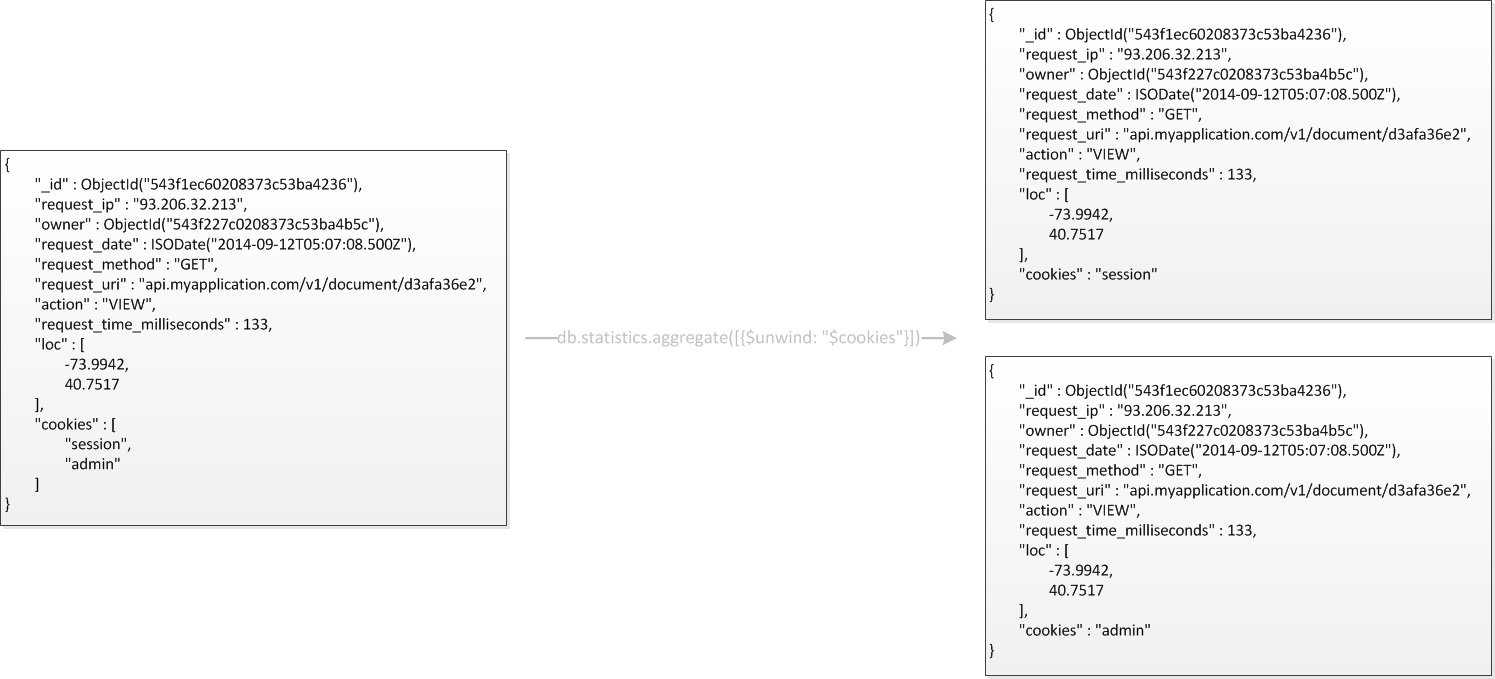 {
"_id" : ObjectId("543f1ec60208373c53ba4236"),
"request_ip" : "93.206.32.213",
"owner" : ObjectId("543f227c0208373c53ba4b5c"),
"request_date" : ISODate("2014-09-12T05:07:08.500Z"),
"request_method" : "GET",
"request_uri" : "api.myapplication.com/v1/document/d3afa36e2",
"action" : "VIEW",
"request_time_milliseconds" : 133,
"loc" : [
-73.9942,
40.7517
],
"cookies" : [
"session",
"admin"
]
}
db.statistics.aggregate([{$unwind: "$cookies"}])
{
"_id" : ObjectId("543f1ec60208373c53ba4236"),
"request_ip" : "93.206.32.213",
"owner" : ObjectId("543f227c0208373c53ba4b5c"),
"request_date" : ISODate("2014-09-12T05:07:08.500Z"),
"request_method" : "GET",
"request_uri" : "api.myapplication.com/v1/document/d3afa36e2",
"action" : "VIEW",
"request_time_milliseconds" : 133,
"loc" : [
-73.9942,
40.7517
],
"cookies" : "session"
}
{
"_id" : ObjectId("543f1ec60208373c53ba4236"),
"request_ip" : "93.206.32.213",
"owner" : ObjectId("543f227c0208373c53ba4b5c"),
"request_date" : ISODate("2014-09-12T05:07:08.500Z"),
"request_method" : "GET",
"request_uri" : "api.myapplication.com/v1/document/d3afa36e2",
"action" : "VIEW",
"request_time_milliseconds" : 133,
"loc" : [
-73.9942,
40.7517
],
"cookies" : "admin"
}